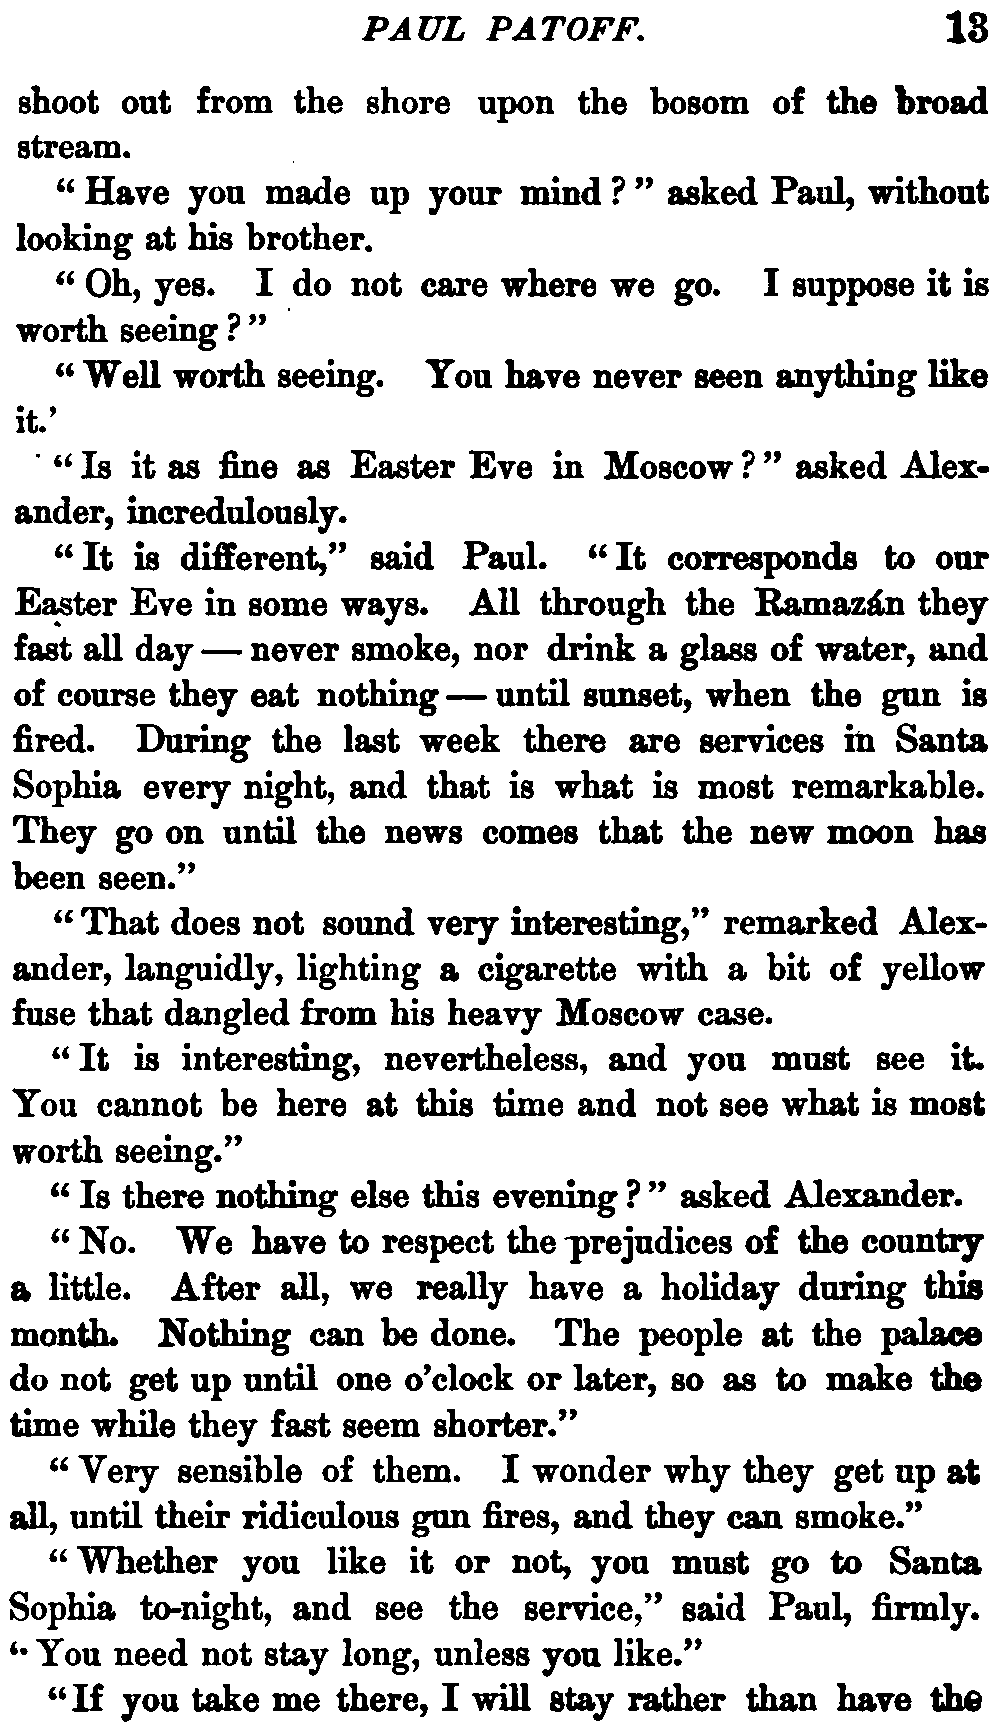 PAUL PATOFF. 13
shoot out from the shore upon the bosom of the broad
stream.
“Have you made up your mind?” asked Paul, without
looking at his brother.
“Oh, yes. I do not care where we go. I suppose it is
worth seeing?”
“Well worth seeing. You have never seen anything like
it.’
“Is it as fine as Easter Eve in Moscow?” asked Alex-
ander, incredulously.
“It is different,” said Paul. “It corresponds to our
Easter Eve in some ways. All through the Ramazán they
fast all day — never smoke, nor drink a glass of water, and
of course they eat nothing — until sunset, when the gun is
fired. During the last week there are services in Santa
Sophia every night, and that is what is most remarkable.
They go on until the news comes that the new moon has
been seen.”
“That does not sound very interesting,” remarked Alex-
ander, languidly, lighting a cigarette with a bit of yellow
fuse that dangled from his heavy Moscow case.
“It is interesting, nevertheless, and you must see it.
You cannot be here at this time and not see what is most
worth seeing.”
“Is there nothing else this evening?” asked Alexander.
“No. We have to respect the prejudices of the country
a little. After all, we really have a holiday during this
month. Nothing can be done. The people at the palace
do not get up until one o’clock or later, so as to make the
time while they fast seem shorter.”
“Very sensible of them. I wonder why they get up at
all, until their ridiculous gun fires, and they can smoke.”
“Whether you like it or not, you must go to Santa
Sophia to-night, and see the service,” said Paul, firmly.
“You need not stay long, unless you like.”
“If you take me there, I will stay rather than have the